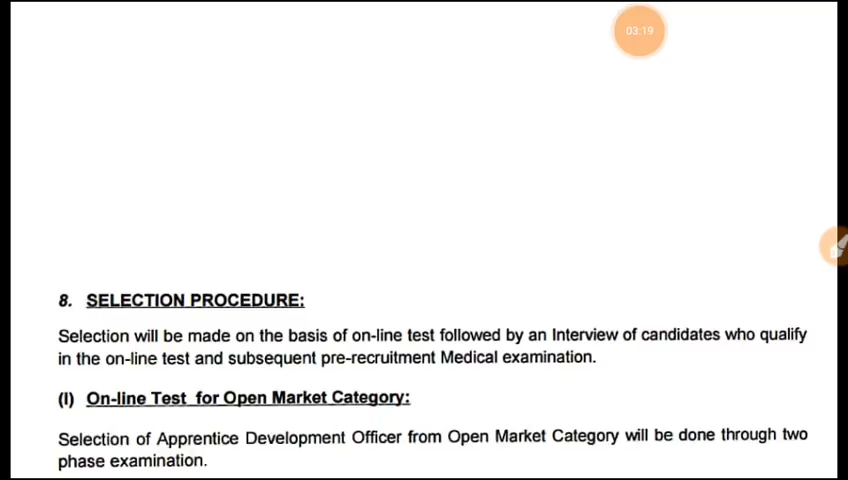 03:19
8. SELECTION PROCEDURE:
Selection will be made on the basis of on-line test followed by an Interview of candidates who qualify
in the on-line test and subsequent pre-recruitment Medical examination.
(I) On-line Test for Open Market Category:
Selection of Apprentice Development Officer from Open Market Category will be done through two
phase examination.